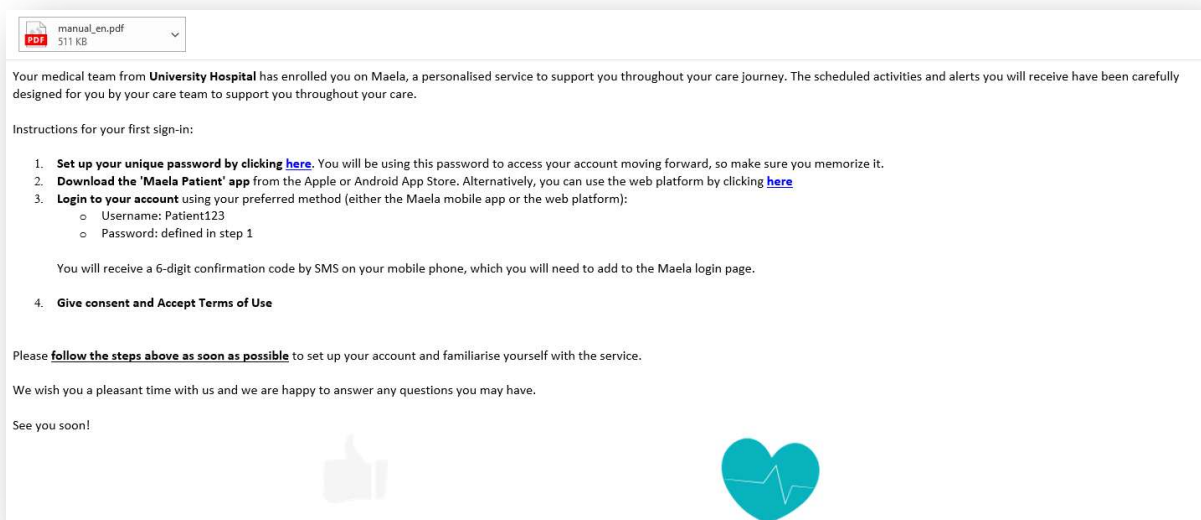 manual_en.pdf
PDF
511 KB
Your medical team from University Hospital has enrolled you on Maela, a personalised service to support you throughout your care journey. The scheduled activities and alerts you will receive have been carefully
designed for you by your care team to support you throughout your care.
Instructions for your first sign-in:
1. Set up your unique password by clicking here. You will be using this password to access your account moving forward, so make sure you memorize it.
2. Download the 'Maela Patient' app from the Apple or Android App Store. Alternatively, you can use the web platform by clicking here
3. Login to your account using your preferred method (either the Maela mobile app or the web platform):
o Username: Patient123
o Password: defined in step 1
You will receive a 6-digit confirmation code by SMS on your mobile phone, which you will need to add to the Maela login page.
4. Give consent and Accept Terms of Use
Please follow the steps above as soon as possible to set up your account and familiarise yourself with the service.
We wish you a pleasant time with us and we are happy to answer any questions you may have.
See you soon!